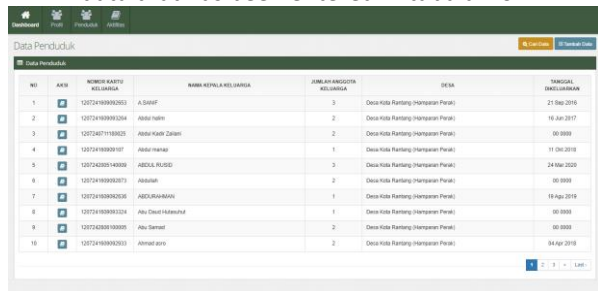 Dashboard Profil Penduduk Aktifitas
Data Penduduk
Cari Data Tambah Data
Data Penduduk
NO AKSI NOMOR KARTU KELUARGA NAMA KEPALA KELUARGA JUMLAH ANGGOTA KELUARGA DESA TANGGAL DIKELUARKAN
1 A.SANIF 3 Desa Kota Rantang (Hamparan Perak) 21 Sep 2016
2 Abdul halim 2 Desa Kota Rantang (Hamparan Perak) 16 Jun 2017
3 Abdul Kadir Zailani 2 Desa Kota Rantang (Hamparan Perak) 00 0000
4 Abdul manap 1 Desa Kota Rantang (Hamparan Perak) 11 Okt 2018
5 ABDUL RUSID 3 Desa Kota Rantang (Hamparan Perak) 24 Mar 2020
6 Abdullah 2 Desa Kota Rantang (Hamparan Perak) 00 0000
7 ABDURAHMAN 1 Desa Kota Rantang (Hamparan Perak) 19 Agu 2019
8 Abu Daud Hutasuhut 1 Desa Kota Rantang (Hamparan Perak) 00 0000
9 Abu Samad 2 Desa Kota Rantang (Hamparan Perak) 00 0000
10 Ahmad asro 2 Desa Kota Rantang (Hamparan Perak) 04 Apr 2018
1 2 3 Last